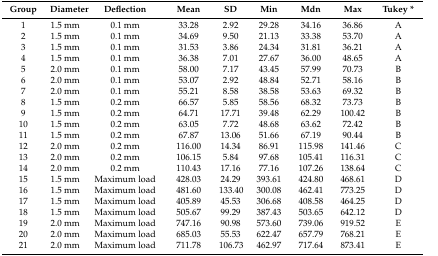 Group Diameter Deflection Mean SD Min Mdn Max Tukey *
1 1.5 mm 0.1 mm 33.28 2.92 29.28 34.16 36.86 A
2 1.5 mm 0.1 mm 34.69 9.50 21.13 33.38 53.70 A
3 1.5 mm 0.1 mm 31.53 3.86 24.34 31.81 36.21 A
4 1.5 mm 0.1 mm 36.38 7.01 27.67 36.00 48.65 A
5 2.0 mm 0.1 mm 58.00 7.17 43.45 57.99 70.73 B
6 2.0 mm 0.1 mm 53.07 2.92 48.84 52.71 58.16 B
7 2.0 mm 0.1 mm 55.21 8.58 38.58 53.63 69.32 B
8 1.5 mm 0.2 mm 66.57 5.85 58.56 68.32 73.73 B
9 1.5 mm 0.2 mm 64.71 17.71 39.48 62.29 100.42 B
10 1.5 mm 0.2 mm 63.05 7.72 48.68 63.62 72.42 B
11 1.5 mm 0.2 mm 67.87 13.06 51.66 67.19 90.44 B
12 2.0 mm 0.2 mm 116.00 14.34 86.91 115.98 141.46 C
13 2.0 mm 0.2 mm 106.15 5.84 97.68 105.41 116.31 C
14 2.0 mm 0.2 mm 110.43 17.16 77.16 107.26 138.64 C
15 1.5 mm Maximum load 428.03 24.29 393.61 424.80 468.61 D
16 1.5 mm Maximum load 481.60 133.40 300.08 462.41 773.25 D
17 1.5 mm Maximum load 405.89 45.53 306.68 408.58 464.25 D
18 1.5 mm Maximum load 505.67 99.29 387.43 503.65 642.12 D
19 2.0 mm Maximum load 747.16 90.98 573.60 739.06 919.52 E
20 2.0 mm Maximum load 685.03 55.53 622.47 657.79 768.21 E
21 2.0 mm Maximum load 711.78 106.73 462.97 717.64 873.41 E